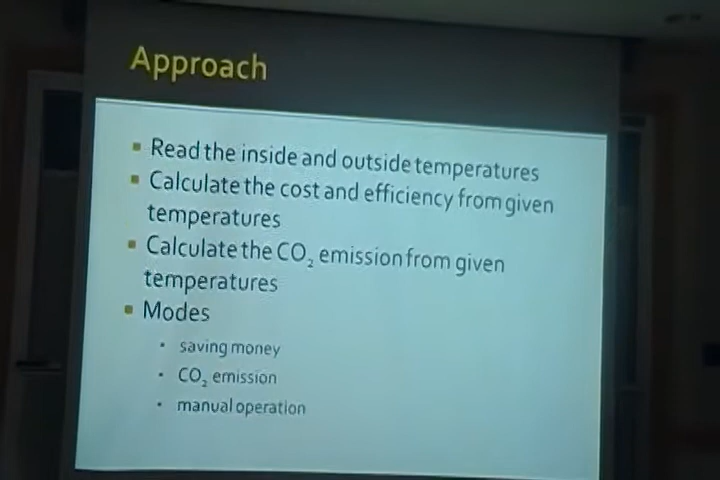 Approach
▪ Read the inside and outside temperatures
▪ Calculate the cost and efficiency from given
temperatures
▪ Calculate the CO₂ emission from given
temperatures
▪ Modes
• saving money
• CO₂ emission
• manual operation